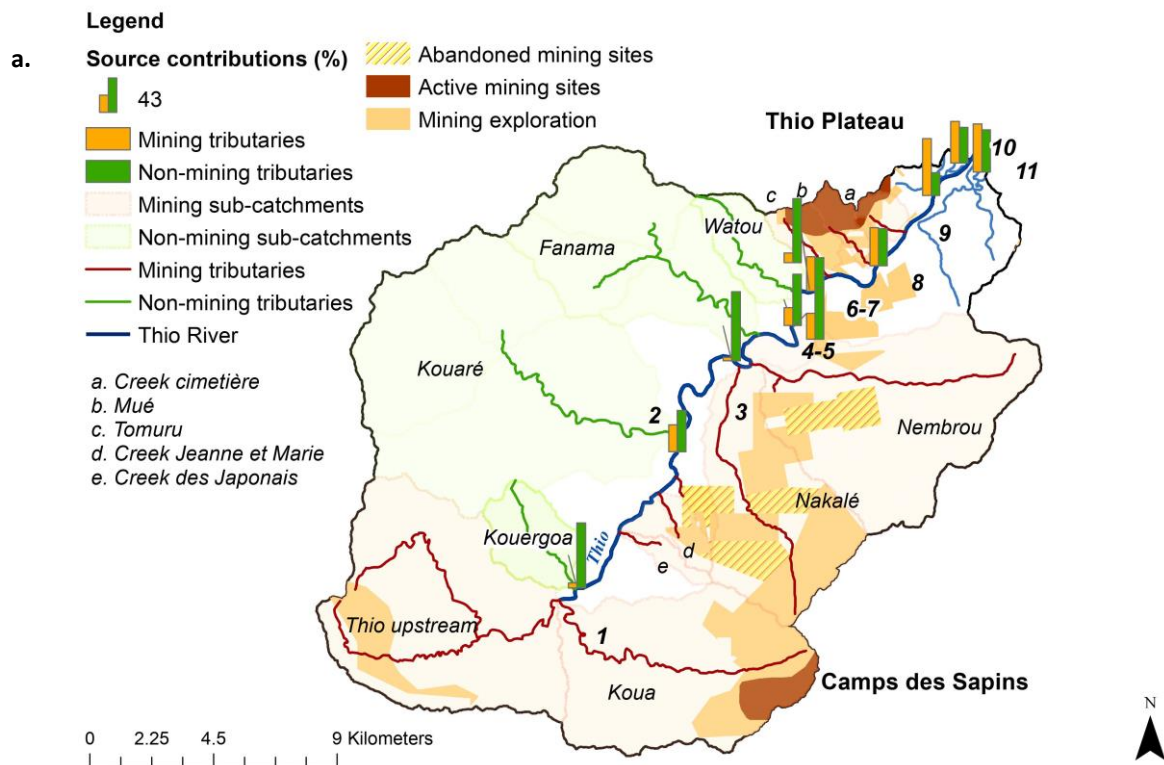 Legend
a.
Source contributions (%)
43
Mining tributaries
Non-mining tributaries
Mining sub-catchments
Non-mining sub-catchments
Mining tributaries
Non-mining tributaries
Thio River
Abandoned mining sites
Active mining sites
Mining exploration
a. Creek cimetière
b. Mué
c. Tomuru
d. Creek Jeanne et Marie
e. Creek des Japonais
Thio Plateau
10
11
c
b
a
Watou
Fanama
9
8
6-7
4-5
Kouaré
2
3
Nembrou
Nakalé
Kouergoa
Thio
d
e
Thio upstream
1
Koua
Camps des Sapins
N
0 2.25 4.5 9 Kilometers